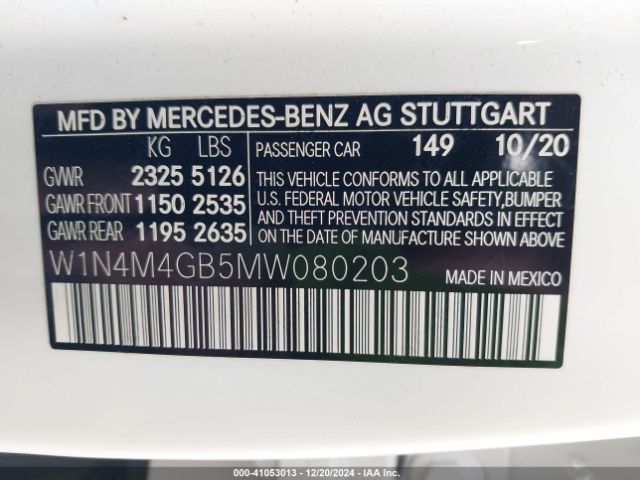 MFD BY MERCEDES-BENZ AG STUTTGART
KG LBS
GVWR 2325 5126
GAWR FRONT 1150 2535
GAWR REAR 1195 2635
PASSENGER CAR 149 10/20
THIS VEHICLE CONFORMS TO ALL APPLICABLE
U.S. FEDERAL MOTOR VEHICLE SAFETY, BUMPER
AND THEFT PREVENTION STANDARDS IN EFFECT
ON THE DATE OF MANUFACTURE SHOWN ABOVE.
W1N4M4GB5MW080203
MADE IN MEXICO
000-41053013 - 12/20/2024 - IAA Inc.